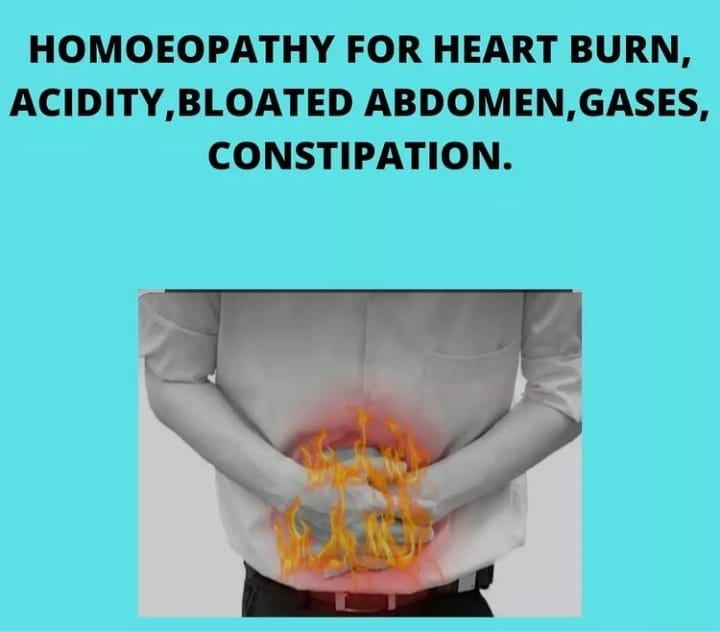 HOMOEOPATHY FOR HEART BURN,
ACIDITY,BLOATED ABDOMEN,GASES,
CONSTIPATION.